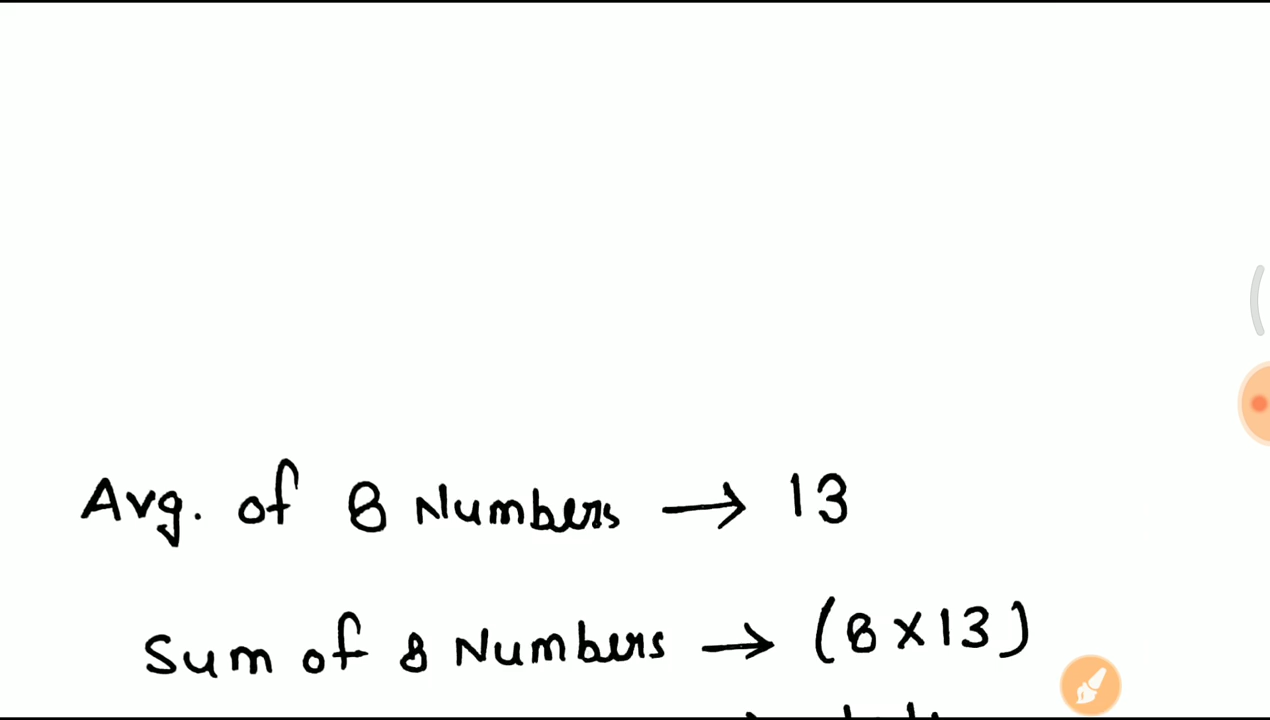 Avg. of 8 Numbers → 13
Sum of 8 Numbers → (8 × 13)